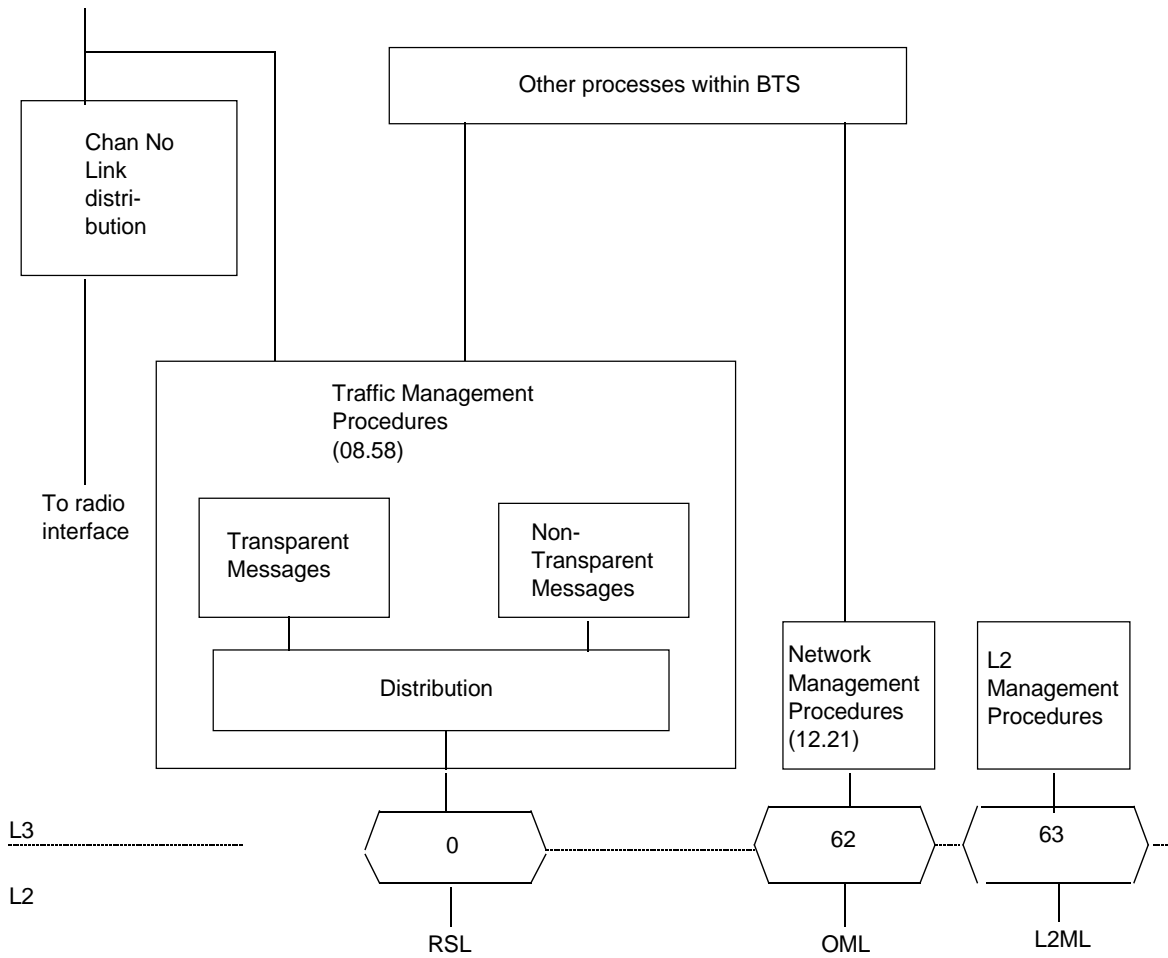 Other processes within BTS
Chan No
Link
distri-
bution
Traffic Management
Procedures
(08.58)
To radio
interface
Transparent
Messages
Non-
Transparent
Messages
Distribution
Network
Management
Procedures
(12.21)
L2
Management
Procedures
L3
0
62
63
L2
RSL
OML
L2ML